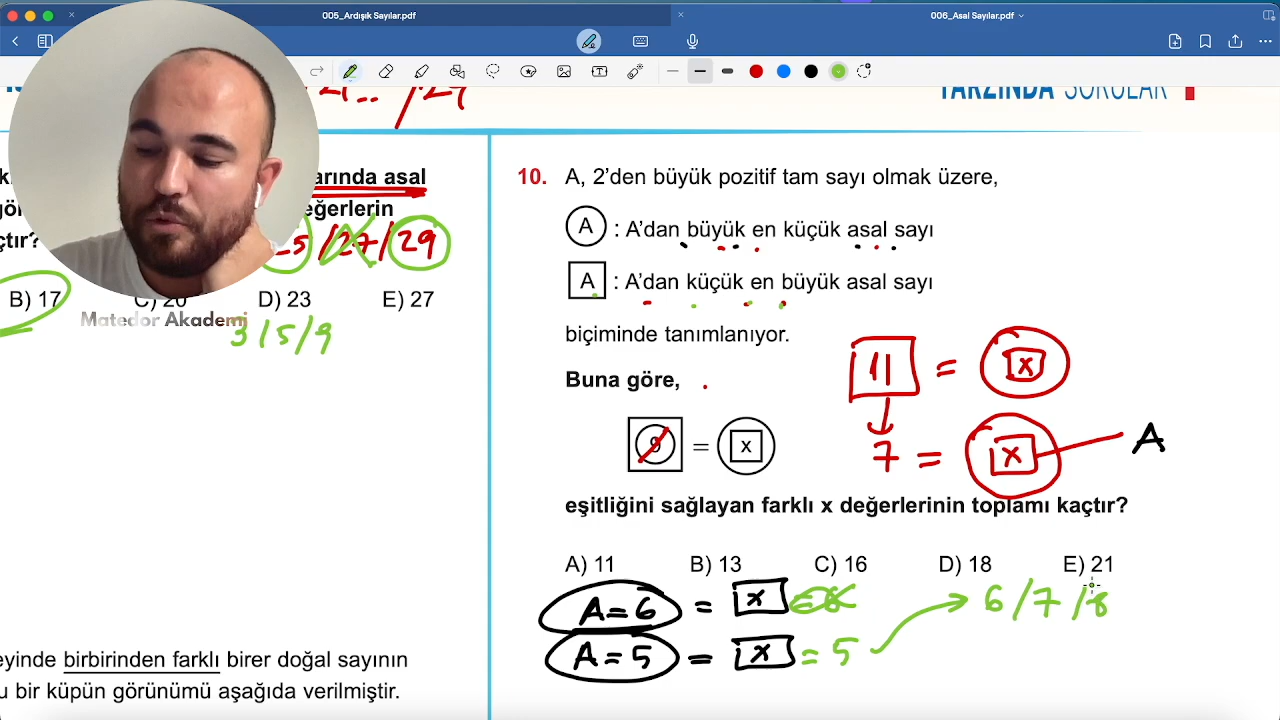 005_Ardışık Sayılar.pdf
006_Asal Sayılar.pdf
TARZINDA SORULAR
arında asal
eğerlerin
çtır?
25/27/29
B) 17
C) 20
D) 23
E) 27
Matedor Akademi
3/5/9
eyinde birbirinden farklı birer doğal sayının
u bir küpün görünümü aşağıda verilmiştir.
10. A, 2’den büyük pozitif tam sayı olmak üzere,
A : A’dan büyük en küçük asal sayı
A : A’dan küçük en büyük asal sayı
biçiminde tanımlanıyor.
Buna göre,
9 = x
11 = x
7 = x A
eşitliğini sağlayan farklı x değerlerinin toplamı kaçtır?
A) 11 B) 13 C) 16 D) 18 E) 21
A=6 = x
A=5 = x = 5
6/7/8